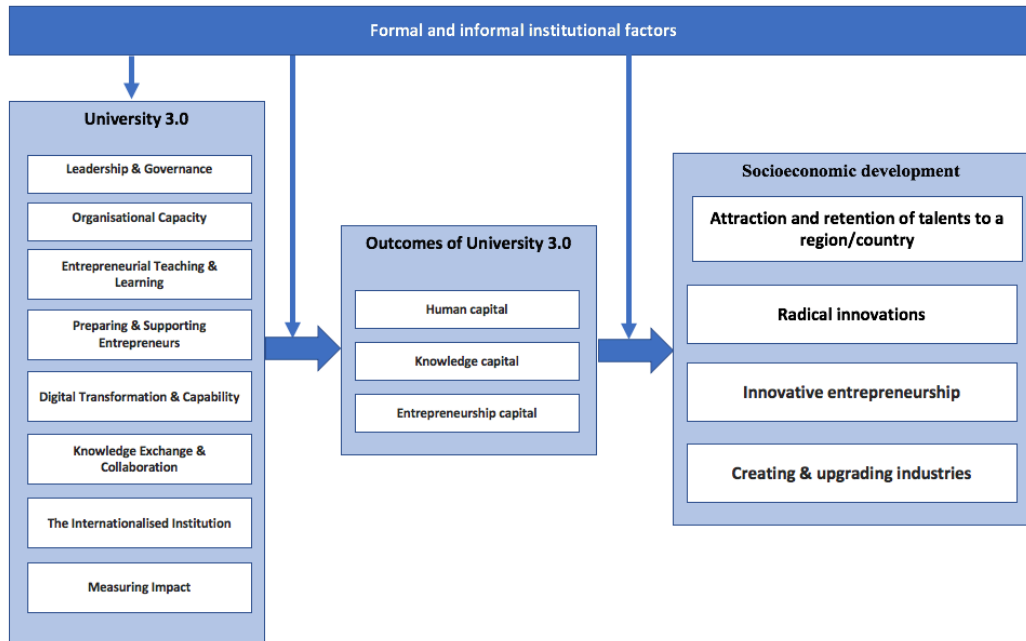 Formal and informal institutional factors
University 3.0
Leadership & Governance
Organisational Capacity
Entrepreneurial Teaching &
Learning
Preparing & Supporting
Entrepreneurs
Digital Transformation & Capability
Knowledge Exchange &
Collaboration
The Internationalised Institution
Measuring Impact
Outcomes of University 3.0
Human capital
Knowledge capital
Entrepreneurship capital
Socioeconomic development
Attraction and retention of talents to a
region/country
Radical innovations
Innovative entrepreneurship
Creating & upgrading industries